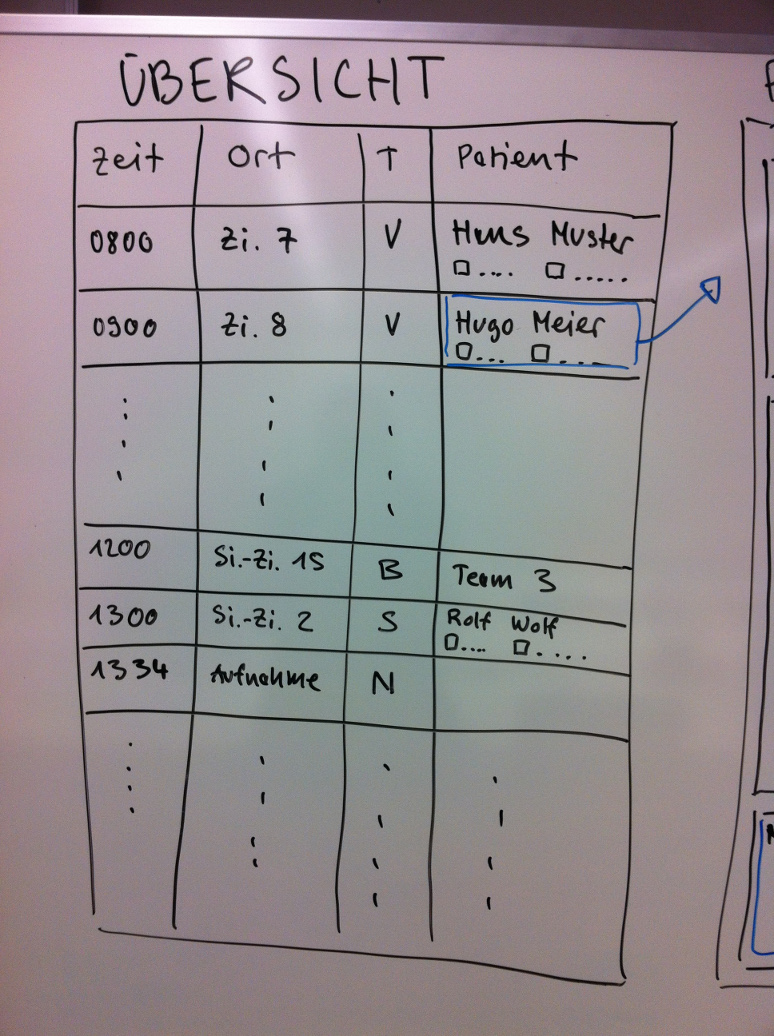 ÜBERSICHT
Zeit Ort T Patient
0800 Zi. 7 V Hans Muster
□.... □.....
0900 Zi. 8 V Hugo Meier
□... □....
1200 Si.-Zi. 15 B Team 3
1300 Si.-Zi. 2 S Rolf Wolf
□.... □....
1334 Aufnahme N